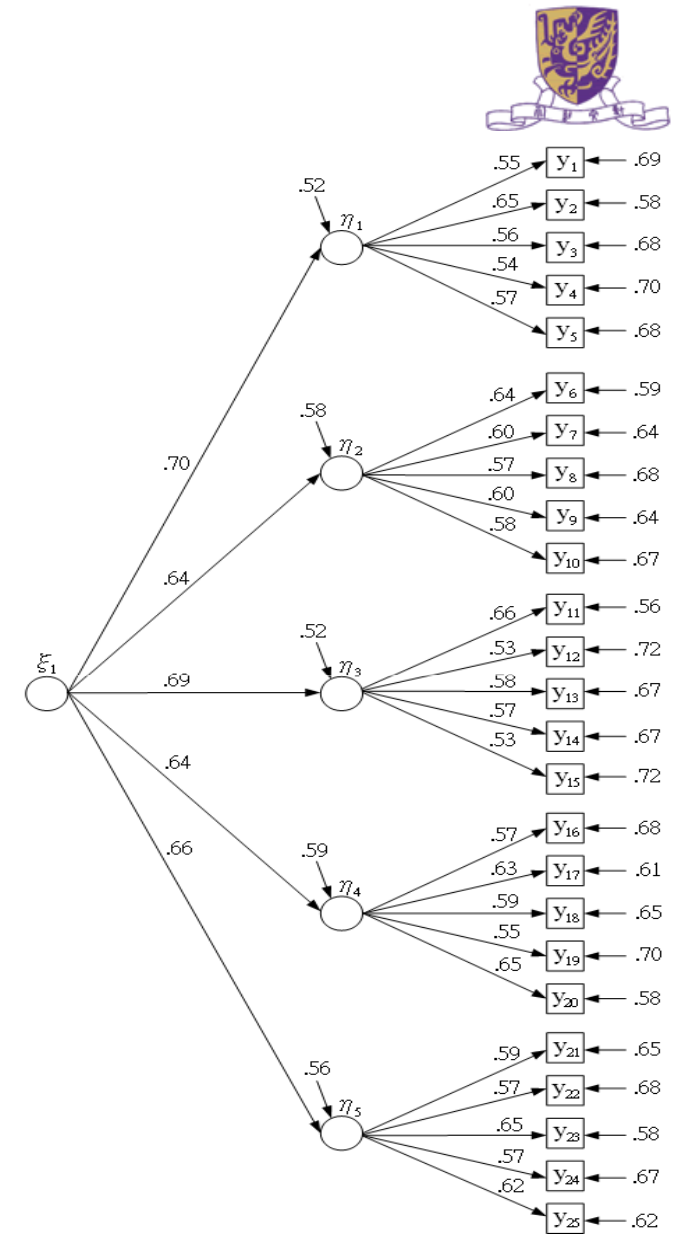 .55 y₁ .69
.52 .65 y₂ .58
η₁ .56 y₃ .68
.54 y₄ .70
.57 y₅ .68
.64 y₆ .59
.58 .60 y₇ .64
η₂ .57 y₈ .68
.70 .60 y₉ .64
.58 y₁₀ .67
.64
.66 y₁₁ .56
.52 .53 y₁₂ .72
ξ₁ .69 η₃ .58 y₁₃ .67
.57 y₁₄ .67
.53 y₁₅ .72
.64
.57 y₁₆ .68
.66 .59 .63 y₁₇ .61
η₄ .59 y₁₈ .65
.55 y₁₉ .70
.65 y₂₀ .58
.59 y₂₁ .65
.56 .57 y₂₂ .68
η₅ .65 y₂₃ .58
.57 y₂₄ .67
.62 y₂₅ .62